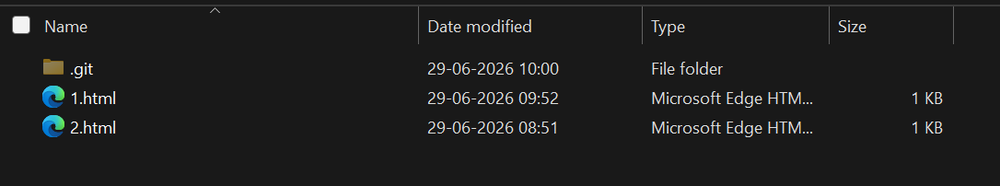 Name Date modified Type Size
.git 29-06-2026 10:00 File folder
1.html 29-06-2026 09:52 Microsoft Edge HTM... 1 KB
2.html 29-06-2026 08:51 Microsoft Edge HTM... 1 KB